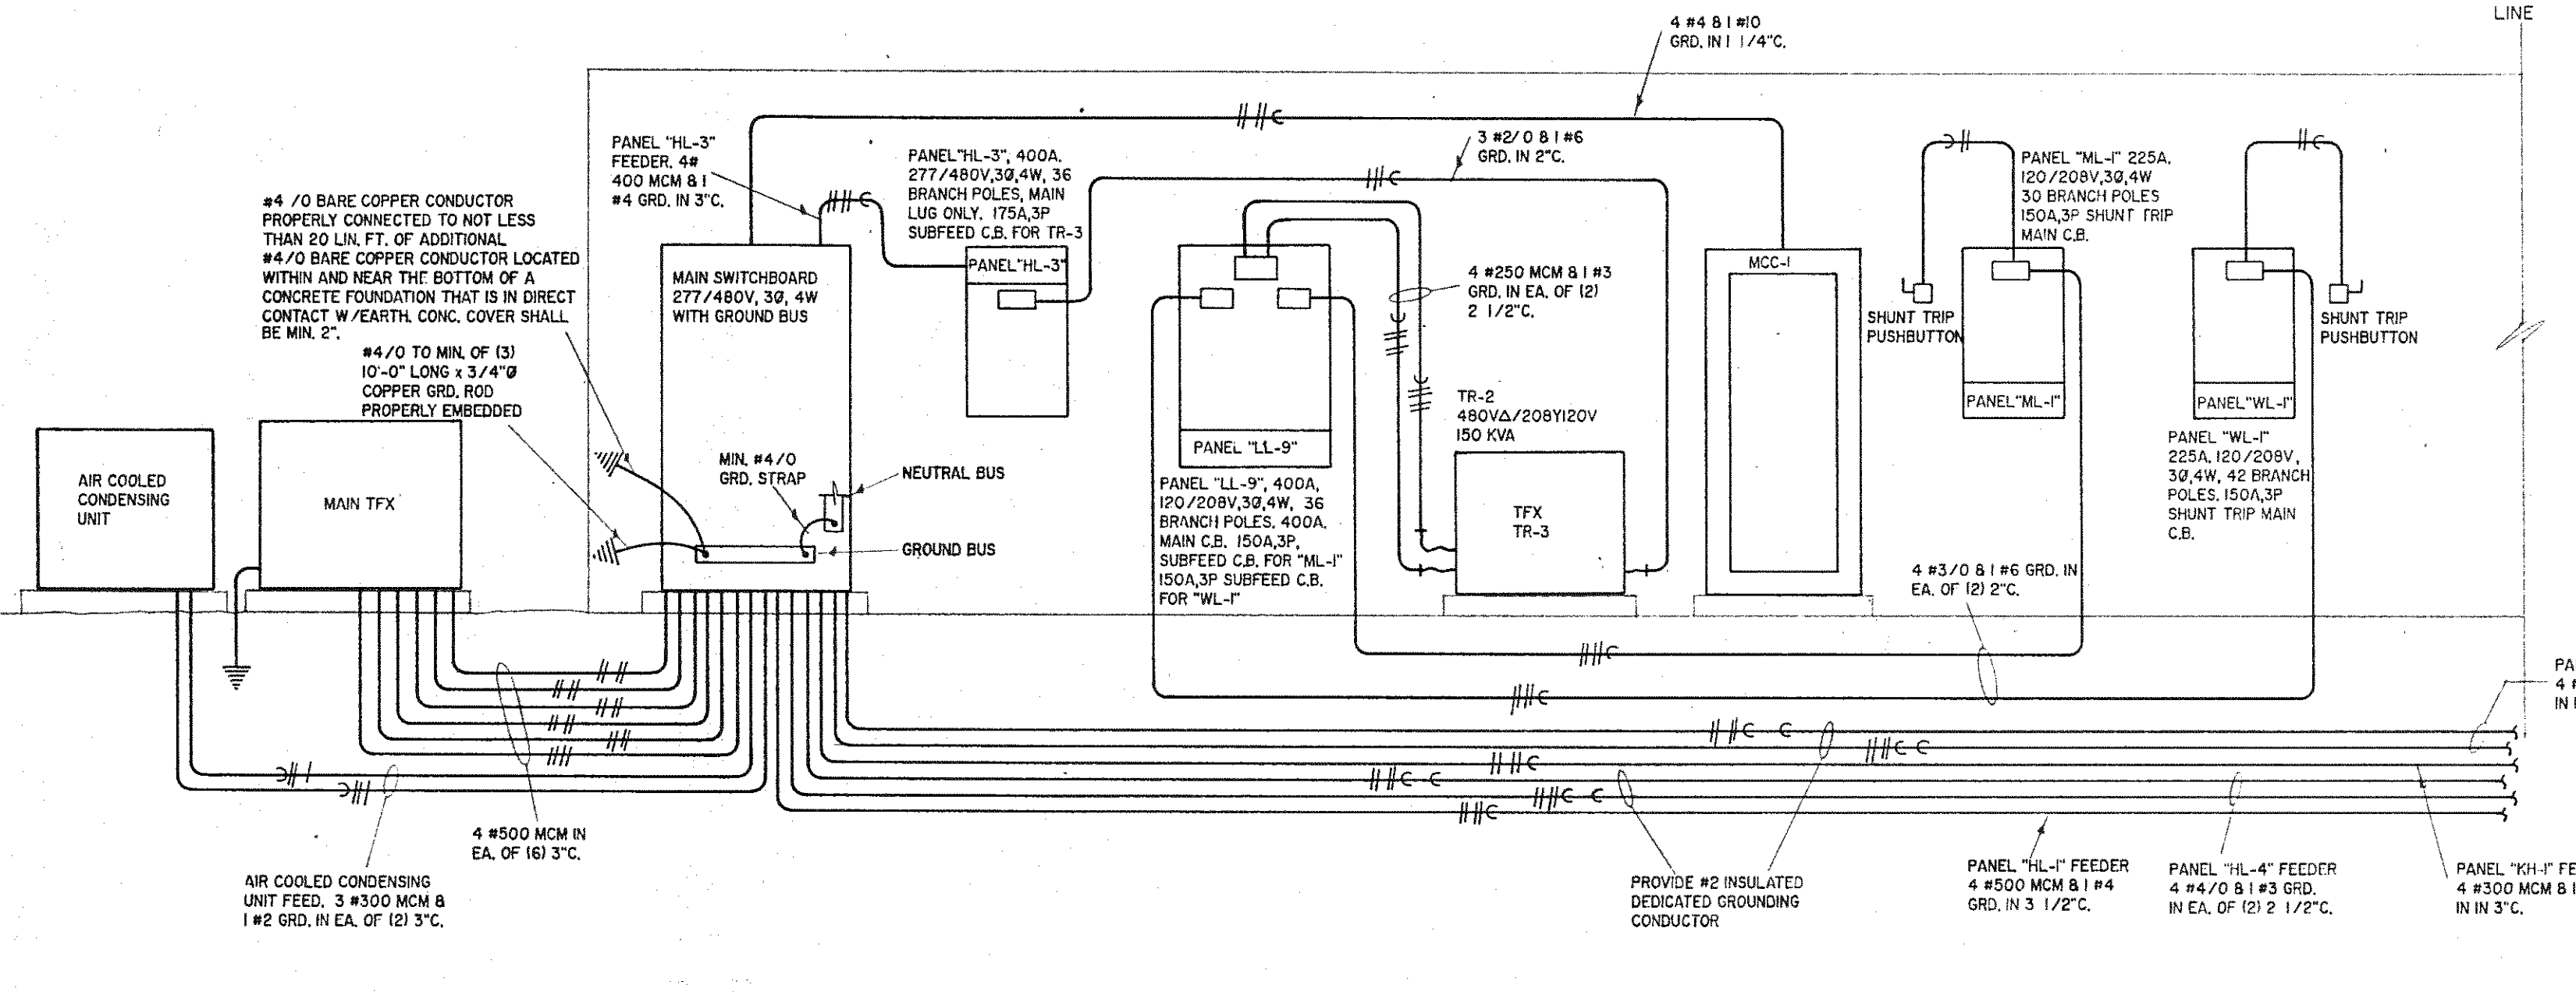 LINE
4 #4 & 1 #10
GRD. IN 1 1/4"C.
PANEL "HL-3"
FEEDER. 4#
400 MCM & 1
#4 GRD. IN 3"C.
PANEL"HL-3", 400A.
277/480V,3Ø,4W, 36
BRANCH POLES, MAIN
LUG ONLY. 175A,3P
SUBFEED C.B. FOR TR-3
3 #2/0 & 1 #6
GRD. IN 2"C.
PANEL "ML-1" 225A.
120/208V,3Ø,4W
30 BRANCH POLES
150A,3P SHUNT TRIP
MAIN C.B.
#4 /0 BARE COPPER CONDUCTOR
PROPERLY CONNECTED TO NOT LESS
THAN 20 LIN. FT. OF ADDITIONAL
#4/0 BARE COPPER CONDUCTOR LOCATED
WITHIN AND NEAR THE BOTTOM OF A
CONCRETE FOUNDATION THAT IS IN DIRECT
CONTACT W/EARTH. CONC. COVER SHALL
BE MIN. 2".
#4/0 TO MIN. OF (3)
10'-0" LONG x 3/4"Ø
COPPER GRD. ROD
PROPERLY EMBEDDED
MAIN SWITCHBOARD
277/480V, 3Ø, 4W
WITH GROUND BUS
PANEL"HL-3"
4 #250 MCM & 1 #3
GRD. IN EA. OF (2)
2 1/2"C.
MCC-1
SHUNT TRIP
PUSHBUTTON
PANEL"ML-1"
PANEL"WL-1"
SHUNT TRIP
PUSHBUTTON
AIR COOLED
CONDENSING
UNIT
MAIN TFX
MIN. #4/0
GRD. STRAP
NEUTRAL BUS
GROUND BUS
PANEL "LL-9"
PANEL "LL-9", 400A,
120/208V,3Ø,4W, 36
BRANCH POLES. 400A.
MAIN C.B. 150A,3P,
SUBFEED C.B. FOR "ML-1"
150A,3P SUBFEED C.B.
FOR "WL-1"
TR-2
480VΔ/208Y120V
150 KVA
TFX
TR-3
PANEL "WL-1"
225A. 120/208V,
3Ø,4W, 42 BRANCH
POLES. 150A,3P
SHUNT TRIP MAIN
C.B.
4 #3/0 & 1 #6 GRD. IN
EA. OF (2) 2"C.
PA
4 #
IN
4 #500 MCM IN
EA. OF (6) 3"C.
AIR COOLED CONDENSING
UNIT FEED. 3 #300 MCM &
1 #2 GRD. IN EA. OF (2) 3"C.
PROVIDE #2 INSULATED
DEDICATED GROUNDING
CONDUCTOR
PANEL "HL-1" FEEDER
4 #500 MCM & 1 #4
GRD. IN 3 1/2"C.
PANEL "HL-4" FEEDER
4 #4/0 & 1 #3 GRD.
IN EA. OF (2) 2 1/2"C.
PANEL "KH-1" FE
4 #300 MCM & 1
IN IN 3"C.